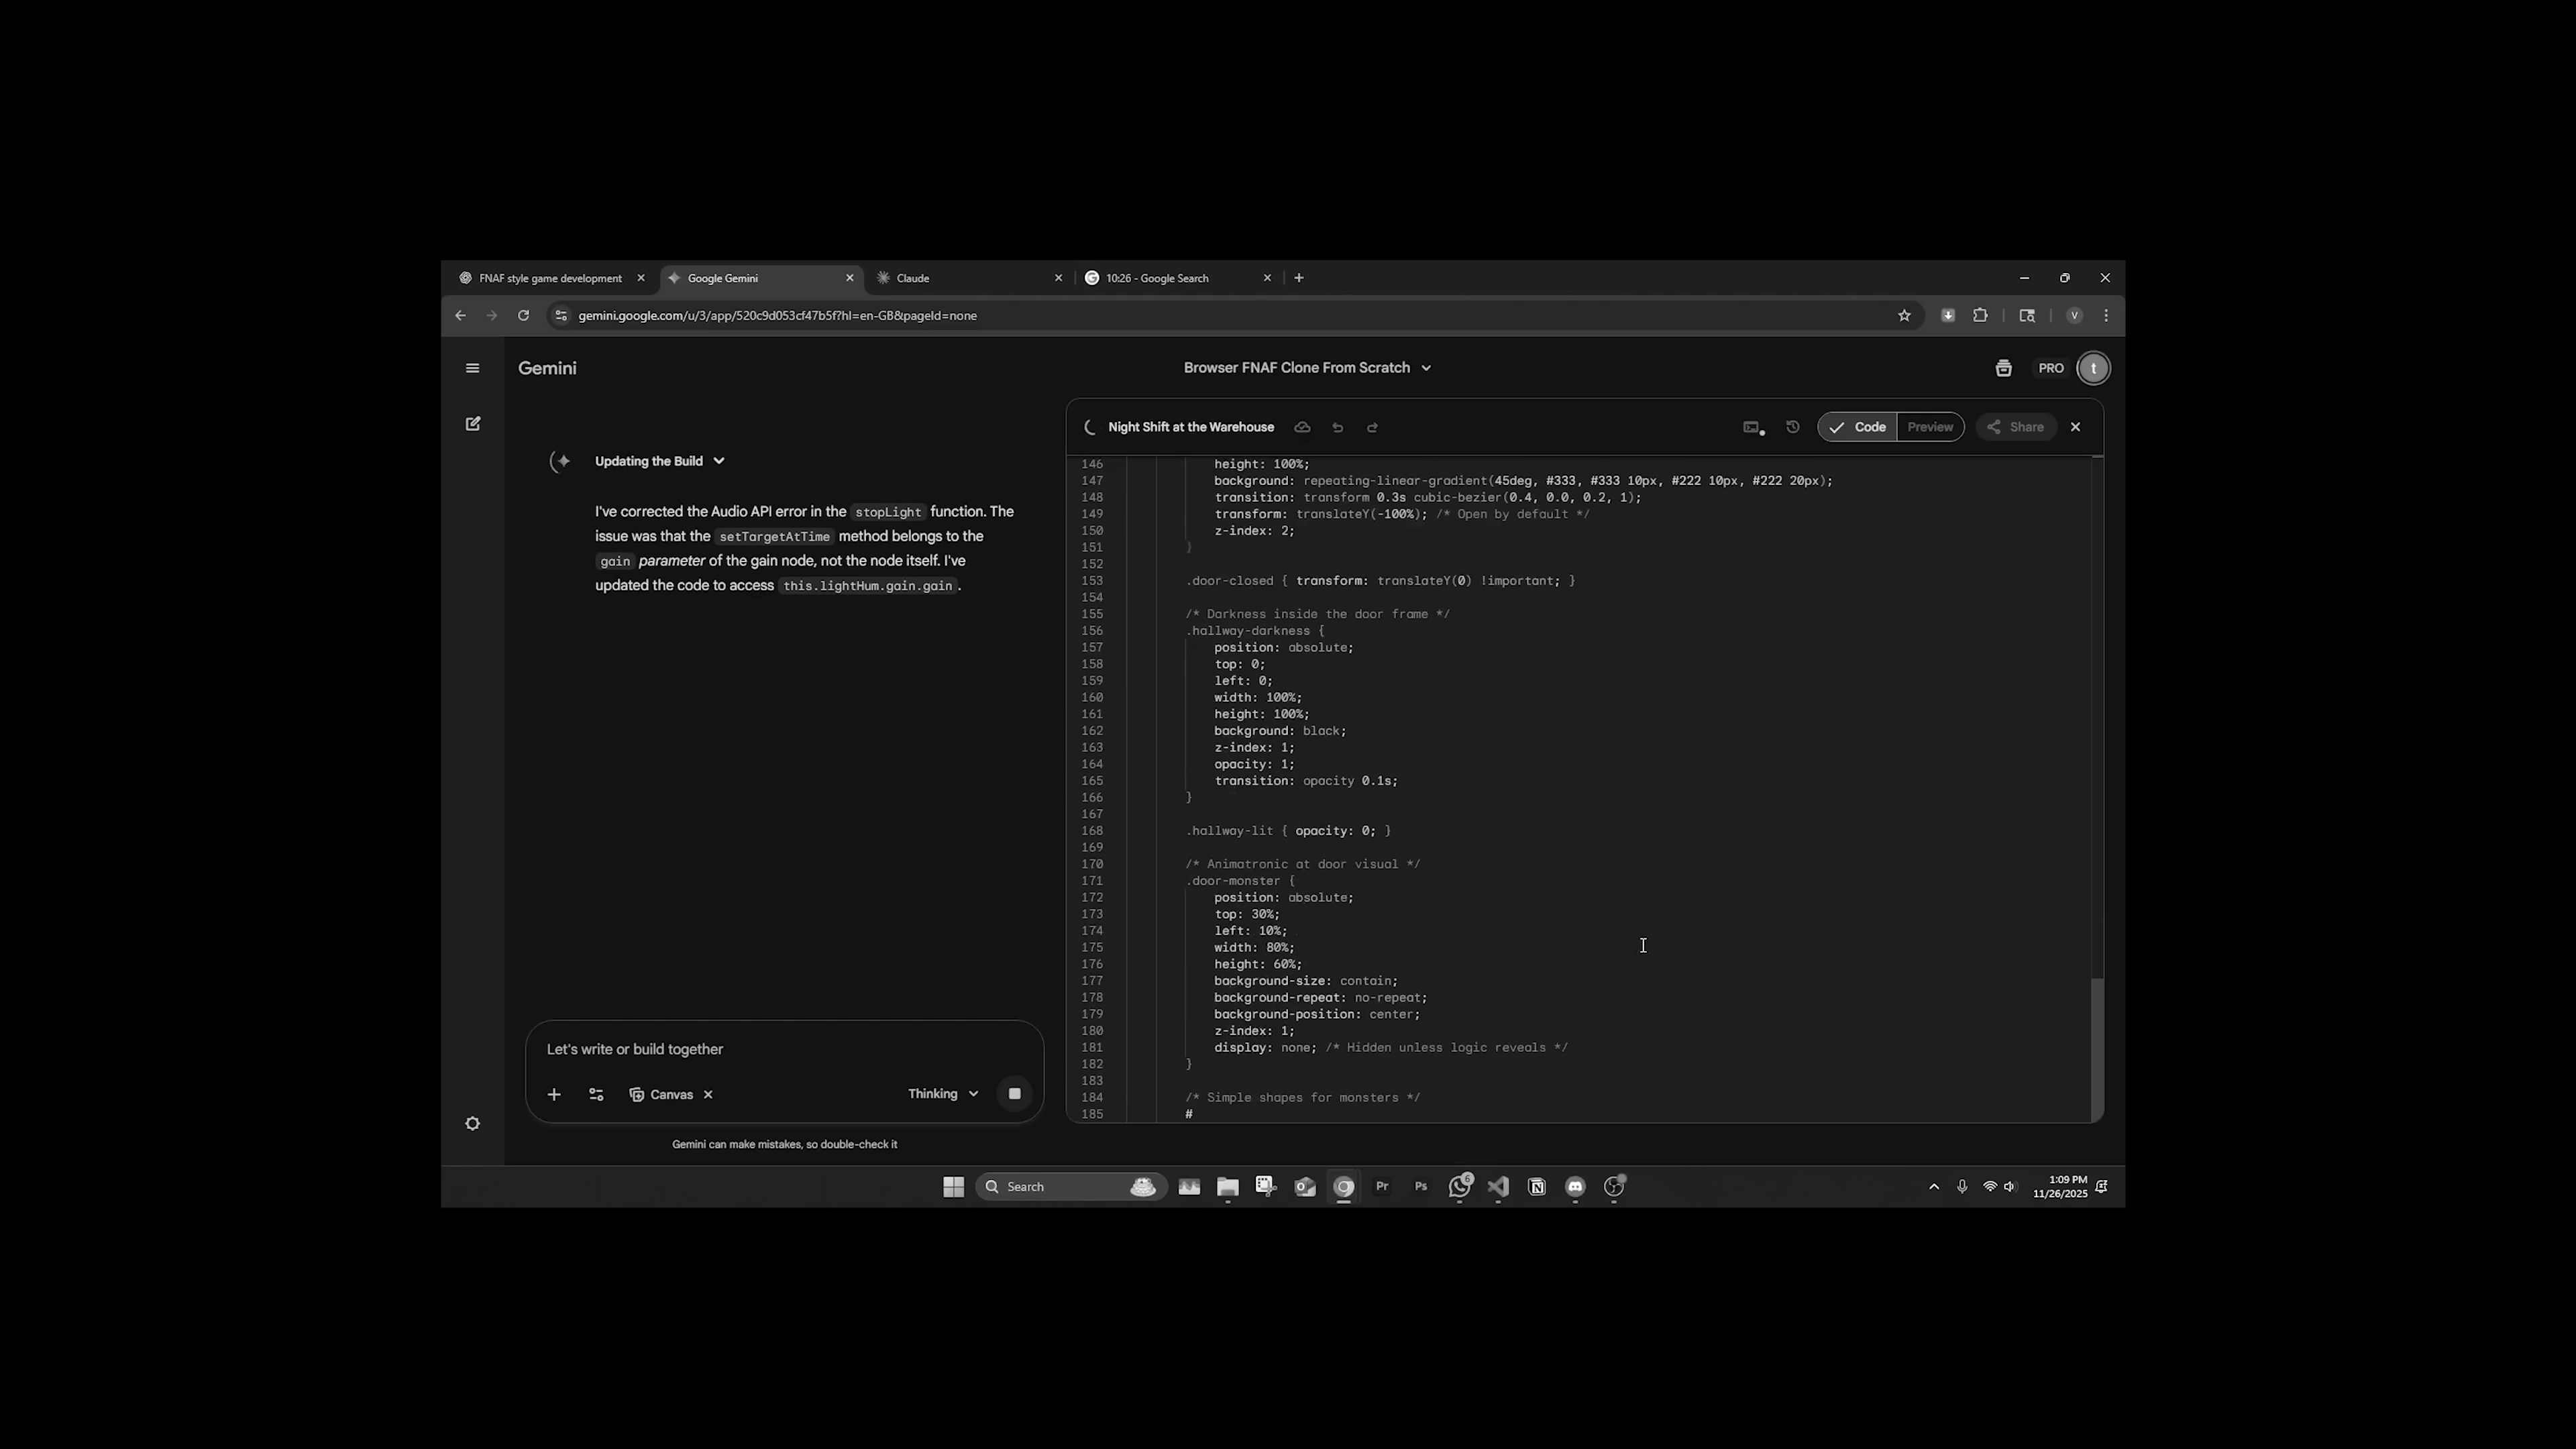 FNAF style game development
Google Gemini
Claude
10:26 - Google Search
gemini.google.com/u/3/app/520c9d053cf47b5f?hl=en-GB&pageId=none
V
Gemini
Browser FNAF Clone From Scratch
PRO
t
Updating the Build
I've corrected the Audio API error in the stopLight function. The
issue was that the setTargetAtTime method belongs to the
gain parameter of the gain node, not the node itself. I've
updated the code to access this.lightHum.gain.gain.
Let's write or build together
Canvas
Thinking
Gemini can make mistakes, so double-check it
Night Shift at the Warehouse
Code
Preview
Share
146 height: 100%;
147 background: repeating-linear-gradient(45deg, #333, #333 10px, #222 10px, #222 20px);
148 transition: transform 0.3s cubic-bezier(0.4, 0.0, 0.2, 1);
149 transform: translateY(-100%); /* Open by default */
150 z-index: 2;
151 }
152
153 .door-closed { transform: translateY(0) !important; }
154
155 /* Darkness inside the door frame */
156 .hallway-darkness {
157 position: absolute;
158 top: 0;
159 left: 0;
160 width: 100%;
161 height: 100%;
162 background: black;
163 z-index: 1;
164 opacity: 1;
165 transition: opacity 0.1s;
166 }
167
168 .hallway-lit { opacity: 0; }
169
170 /* Animatronic at door visual */
171 .door-monster {
172 position: absolute;
173 top: 30%;
174 left: 10%;
175 width: 80%;
176 height: 60%;
177 background-size: contain;
178 background-repeat: no-repeat;
179 background-position: center;
180 z-index: 1;
181 display: none; /* Hidden unless logic reveals */
182 }
183
184 /* Simple shapes for monsters */
185 #
Search
Pr
Ps
6
1:09 PM
11/26/2025